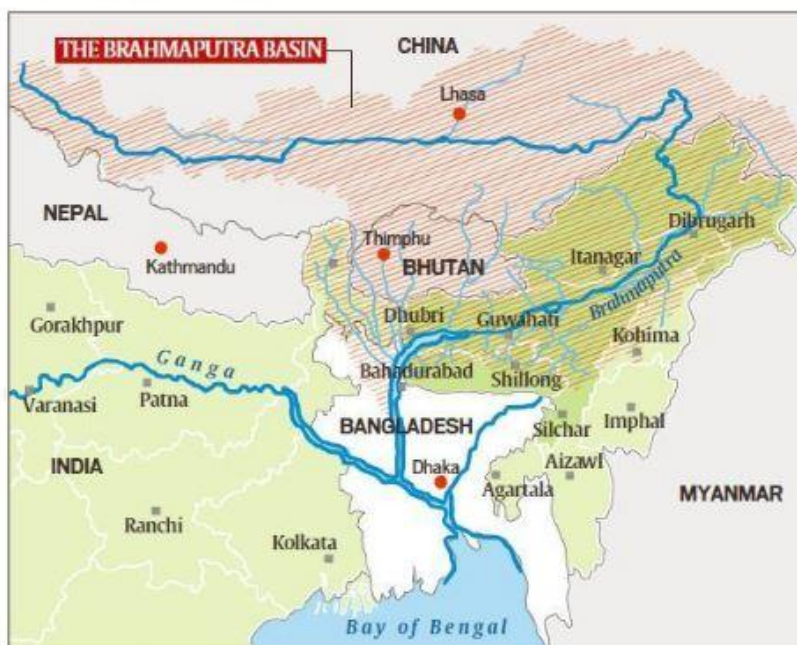 THE BRAHMAPUTRA BASIN
CHINA
Lhasa
NEPAL
Kathmandu
Thimphu
BHUTAN
Dibrugarh
Itanagar
Brahmaputra
Gorakhpur
Dhubri
Guwahati
Kohima
Ganga
Bahadurabad
Shillong
Varanasi
Patna
BANGLADESH
Silchar
Imphal
INDIA
Dhaka
Agartala
Aizawl
MYANMAR
Ranchi
Kolkata
Bay of Bengal